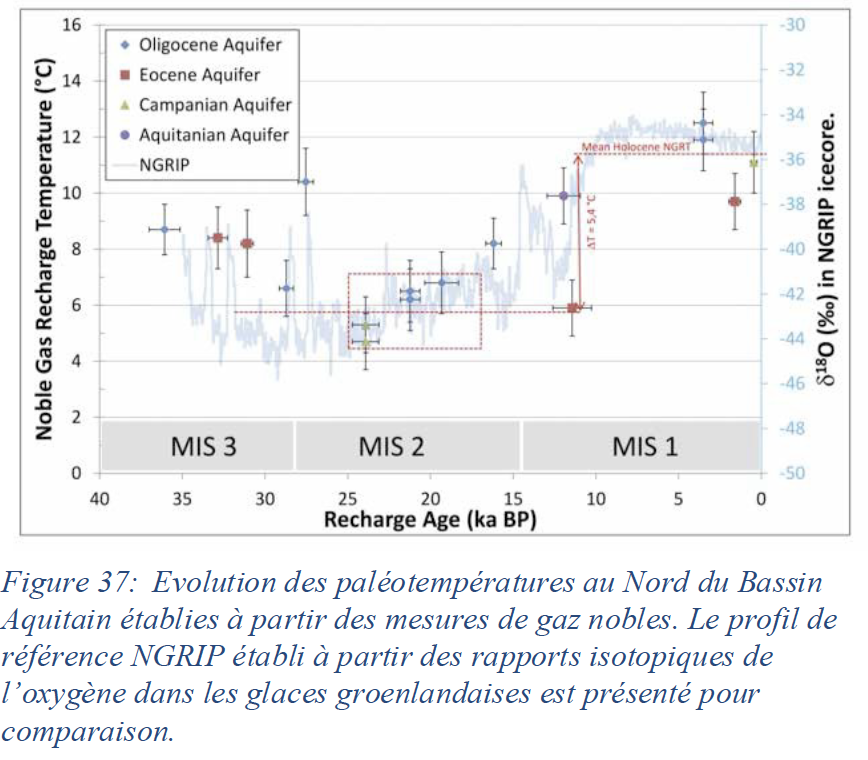 16
14
12
10
8
6
4
2
0
Noble Gas Recharge Temperature (°C)
Oligocene Aquifer
Eocene Aquifer
Campanian Aquifer
Aquitanian Aquifer
NGRIP
Mean Holocene NGRT
ΔT = 5,4 °C
MIS 3
MIS 2
MIS 1
40
35
30
25
20
15
10
5
0
Recharge Age (ka BP)
-30
-32
-34
-36
-38
-40
-42
-44
-46
-48
-50
δ18O (‰) in NGRIP icecore.
Figure 37: Evolution des paléotempératures au Nord du Bassin
Aquitain établies à partir des mesures de gaz nobles. Le profil de
référence NGRIP établi à partir des rapports isotopiques de
l’oxygène dans les glaces groenlandaises est présenté pour
comparaison.